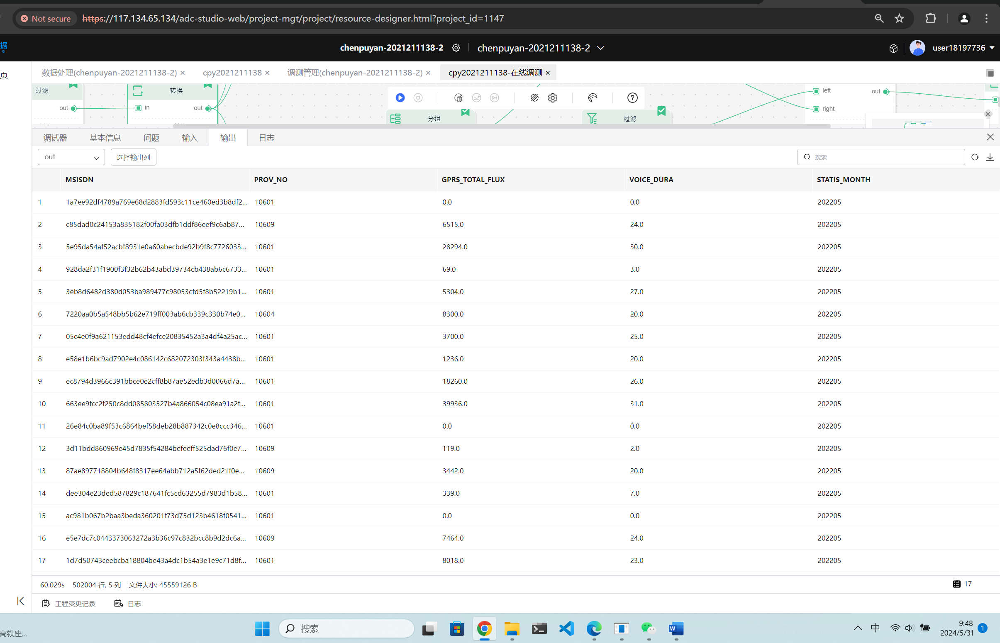 Not secure https://117.134.65.134/adc-studio-web/project-mgt/project/resource-designer.html?project_id=1147
据
G
chenpuyan-2021211138-2 chenpuyan-2021211138-2 user18197736
页
数据处理(chenpuyan-2021211138-2) × cpy2021211138 × 调测管理(chenpuyan-2021211138-2) × cpy2021211138-在线调测 ×
过滤 转换 left out
out in out right
分组 过滤
调试器 基本信息 问题 输入 输出 日志
out 选择输出列 搜索
MSISDN PROV_NO GPRS_TOTAL_FLUX VOICE_DURA STATIS_MONTH
1 1a7ee92df4789a769e68d2883fd593c11ce460ed3b8df2... 10601 0.0 0.0 202205
2 c85dad0c24153a835182f00fa03dfb1ddf86eef9c6ab87... 10609 6515.0 24.0 202205
3 5e95da54af52acbf8931e0a60abecbde92b9f8c7726033... 10601 28294.0 30.0 202205
4 928da2f31f1900f3f32b62b43abd39734cb438ab6c6733... 10601 69.0 3.0 202205
5 3eb8d6482d380d053ba989477c98053cfd5f8b52219b1... 10601 5304.0 27.0 202205
6 7220aa0b5a548bb5b62e719ff003ab6cb339c330b74e0... 10604 8300.0 20.0 202205
7 05c4e0f9a621153edd48cf4efce20835452a3a4df4a25ac... 10601 3700.0 25.0 202205
8 e58e1b6bc9ad7902e4c086142c682072303f343a4438b... 10601 1236.0 20.0 202205
9 ec8794d3966c391bbce0e2cff8b87ae52edb3d0066d7a... 10601 18260.0 26.0 202205
10 663ee9fcc2f250c8dd085803527b4a866054c08ea91a2f... 10601 39936.0 31.0 202205
11 26e84c0ba89f53c6864bef58deb28b887342c0e8ccc346... 10601 0.0 0.0 202205
12 3d11bdd860969e45d7835f54284befeeff525dad76f0e7... 10609 119.0 2.0 202205
13 87ae897718804b648f8317ee64abb712a5f62ded21f0e... 10609 3442.0 20.0 202205
14 dee304e23ded587829c187641fc5cd63255d7983d1b58... 10601 339.0 7.0 202205
15 ac981b067b2baa3beda360201f73d75d123b4618f0541... 10601 0.0 0.0 202205
16 e5e7dc7c0443373063272a3b36c97c832bcc8b9d2dc6a... 10609 7464.0 24.0 202205
17 1d7d50743ceebcba18804be43a4dc1b54a3e1e9c71d8f... 10601 8018.0 23.0 202205
60.029s 502004 行, 5 列 文件大小: 45559126 B 17
工程变更记录 日志
高铁座... 搜索 中 9:48
2024/5/31 1